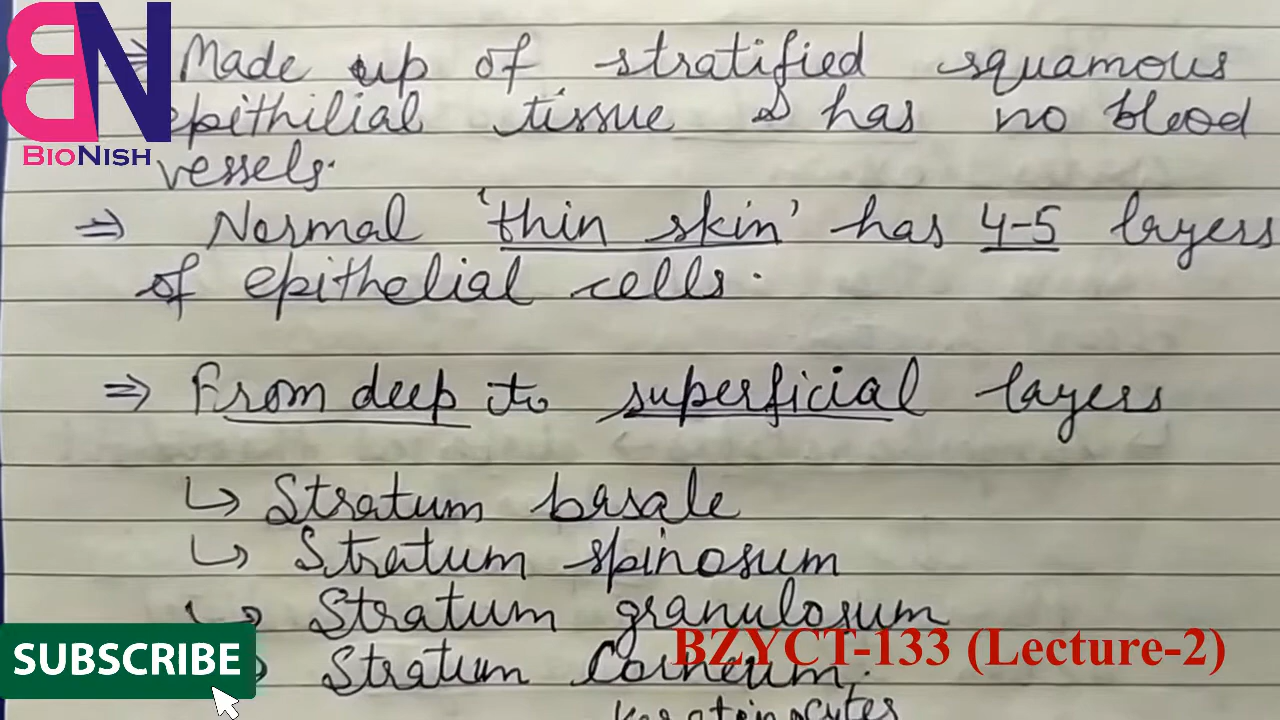 BN
BIONISH
⇒ Made up of stratified squamous
epithilial tissue & has no blood
vessels.
⇒ Normal 'thin skin' has 4-5 layers
of epithelial cells.
⇒ From deep to superficial layers
↳ Stratum basale
↳ Stratum spinosum
↳ Stratum granulosum
↳ Stratum Corneum.
keratinocytes
SUBSCRIBE
BZYCT-133 (Lecture-2)